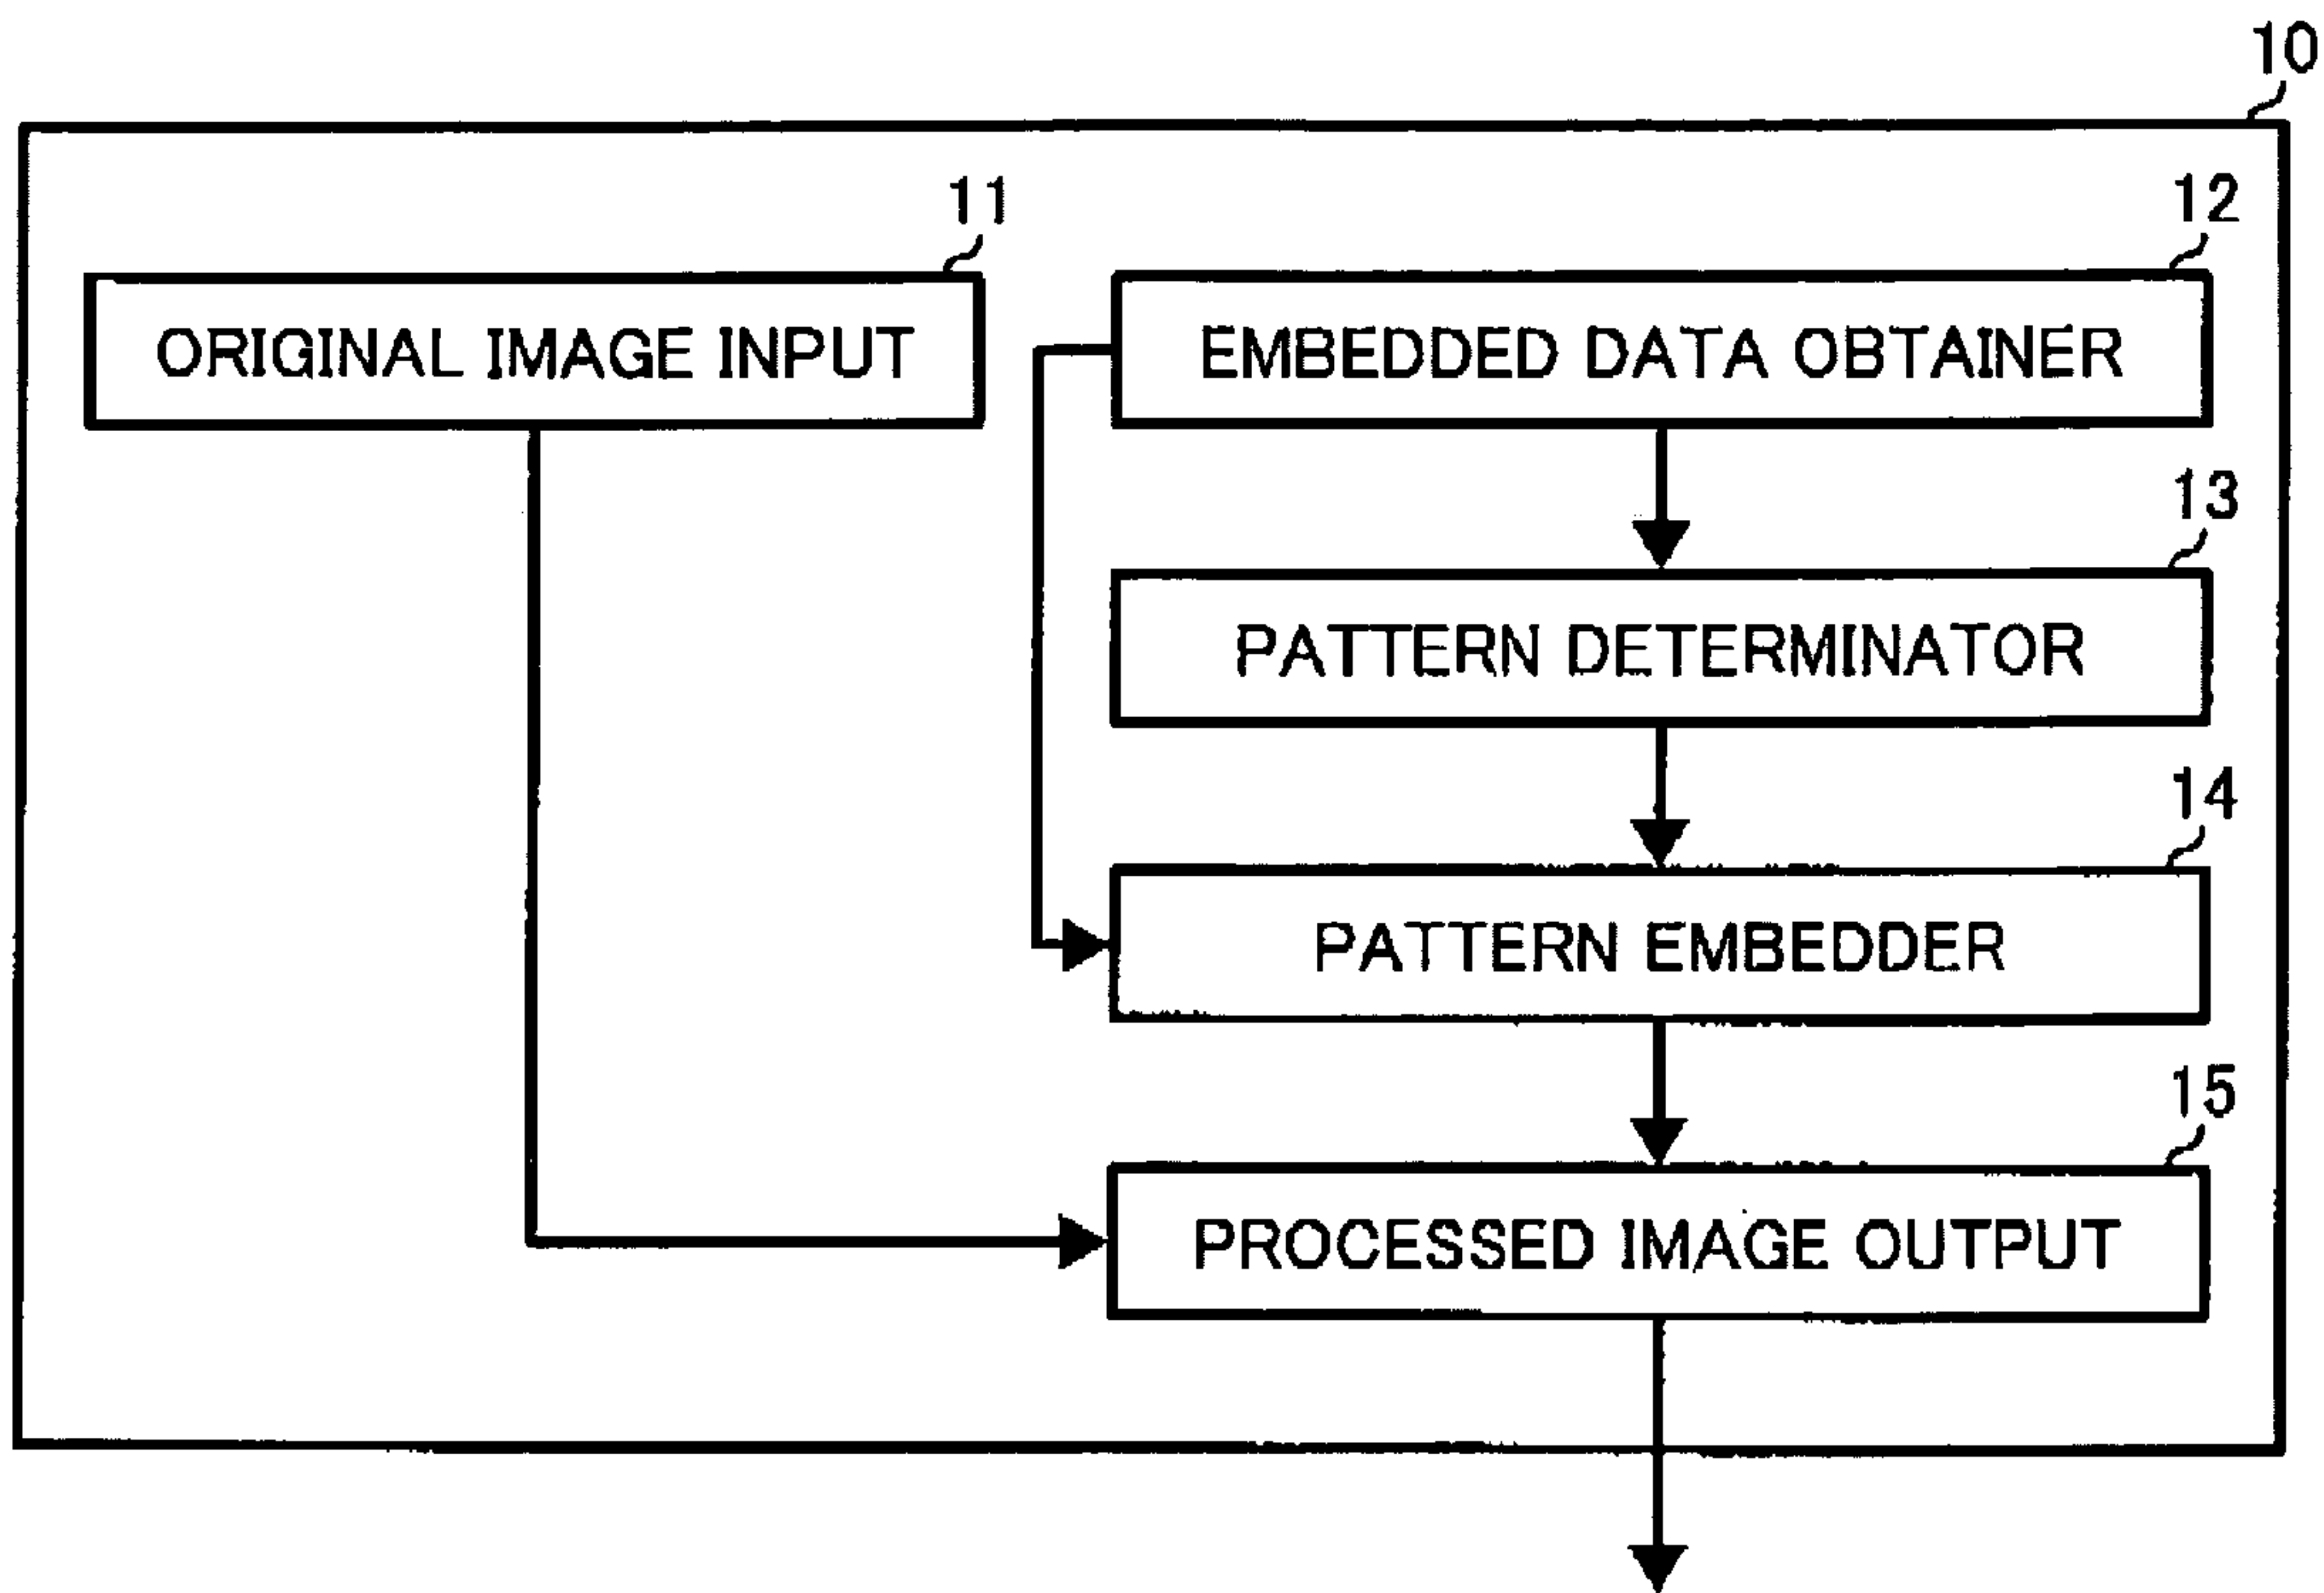 10
11
ORIGINAL IMAGE INPUT
12
EMBEDDED DATA OBTAINER
13
PATTERN DETERMINATOR
14
PATTERN EMBEDDER
15
PROCESSED IMAGE OUTPUT